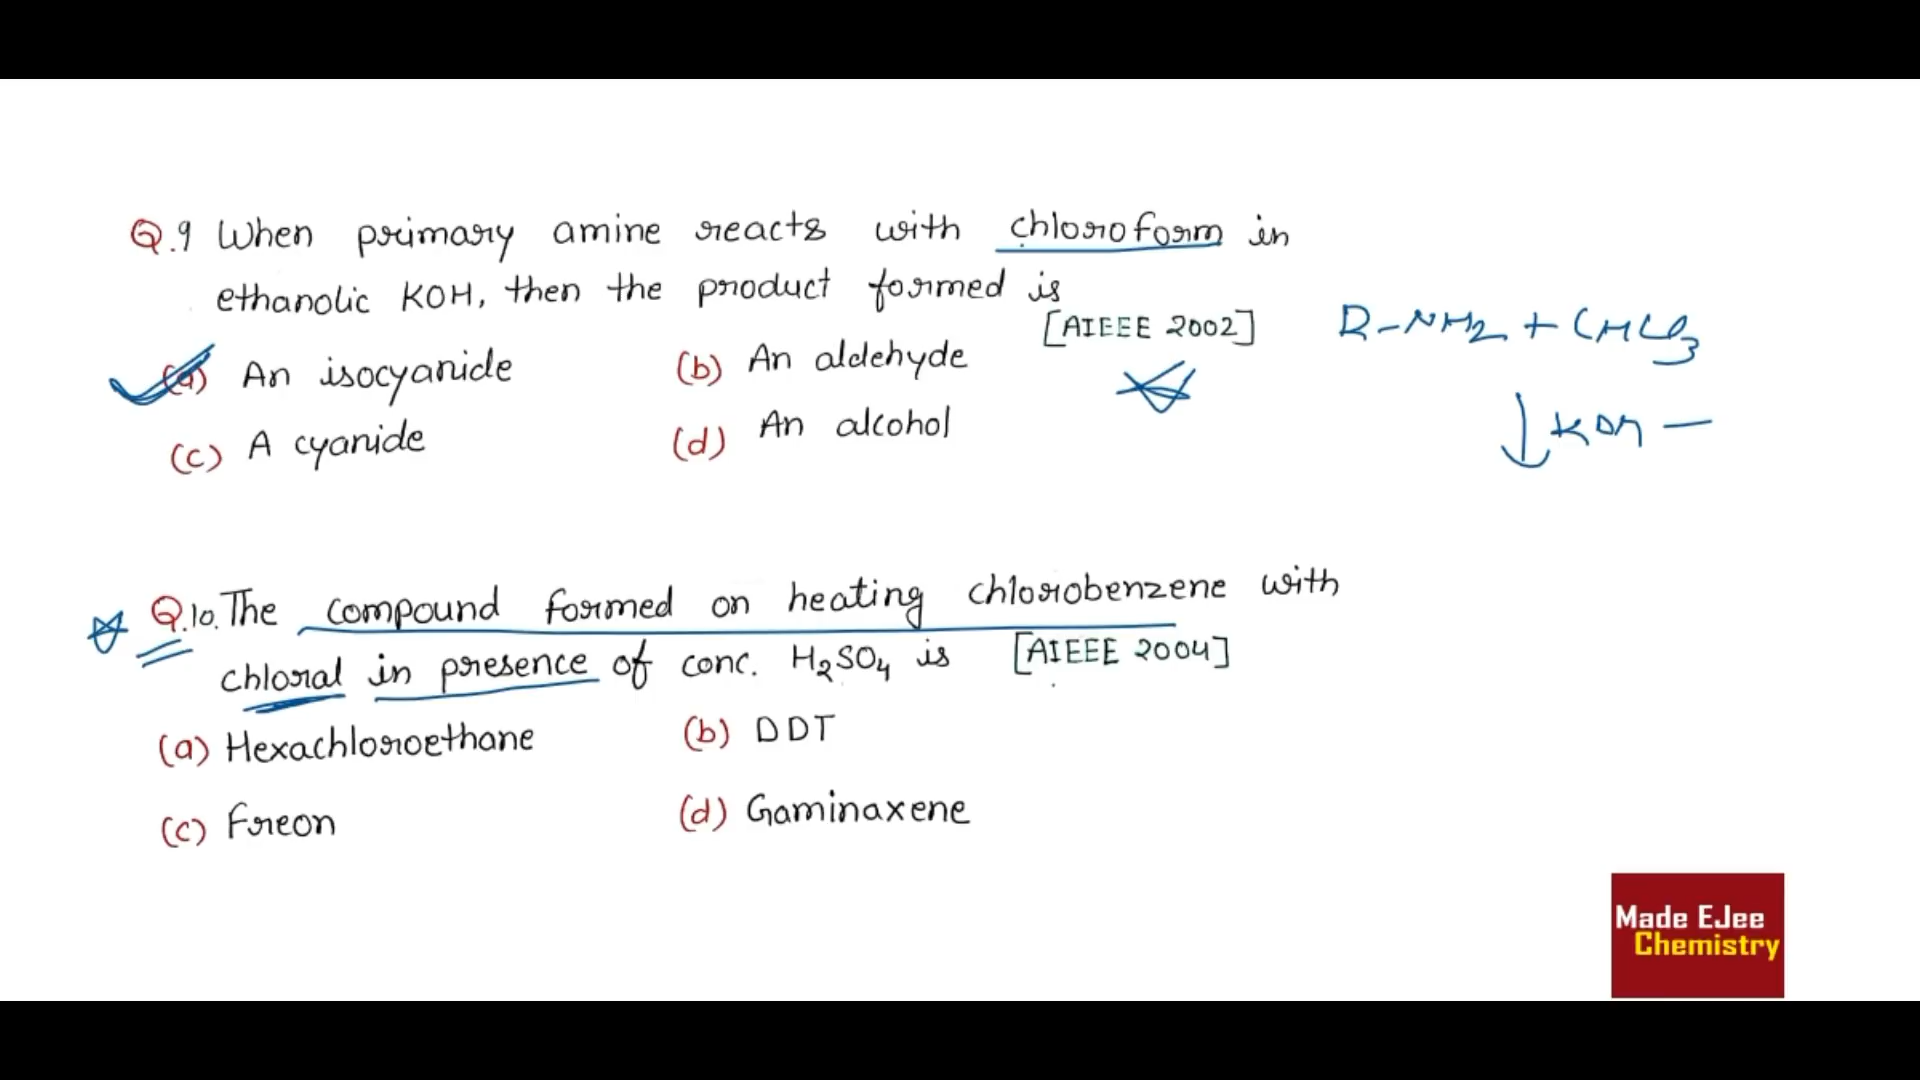 Q.9 When primary amine reacts with chloroform in
ethanolic KOH, then the product formed is
[AIEEE 2002]
(a) An isocyanide (b) An aldehyde
(c) A cyanide (d) An alcohol
R-NH2 + CHCl3
↓ KOH —
Q.10. The compound formed on heating chlorobenzene with
chloral in presence of conc. H2SO4 is [AIEEE 2004]
(a) Hexachloroethane (b) DDT
(c) Freon (d) Gaminaxene
Made EJee
Chemistry